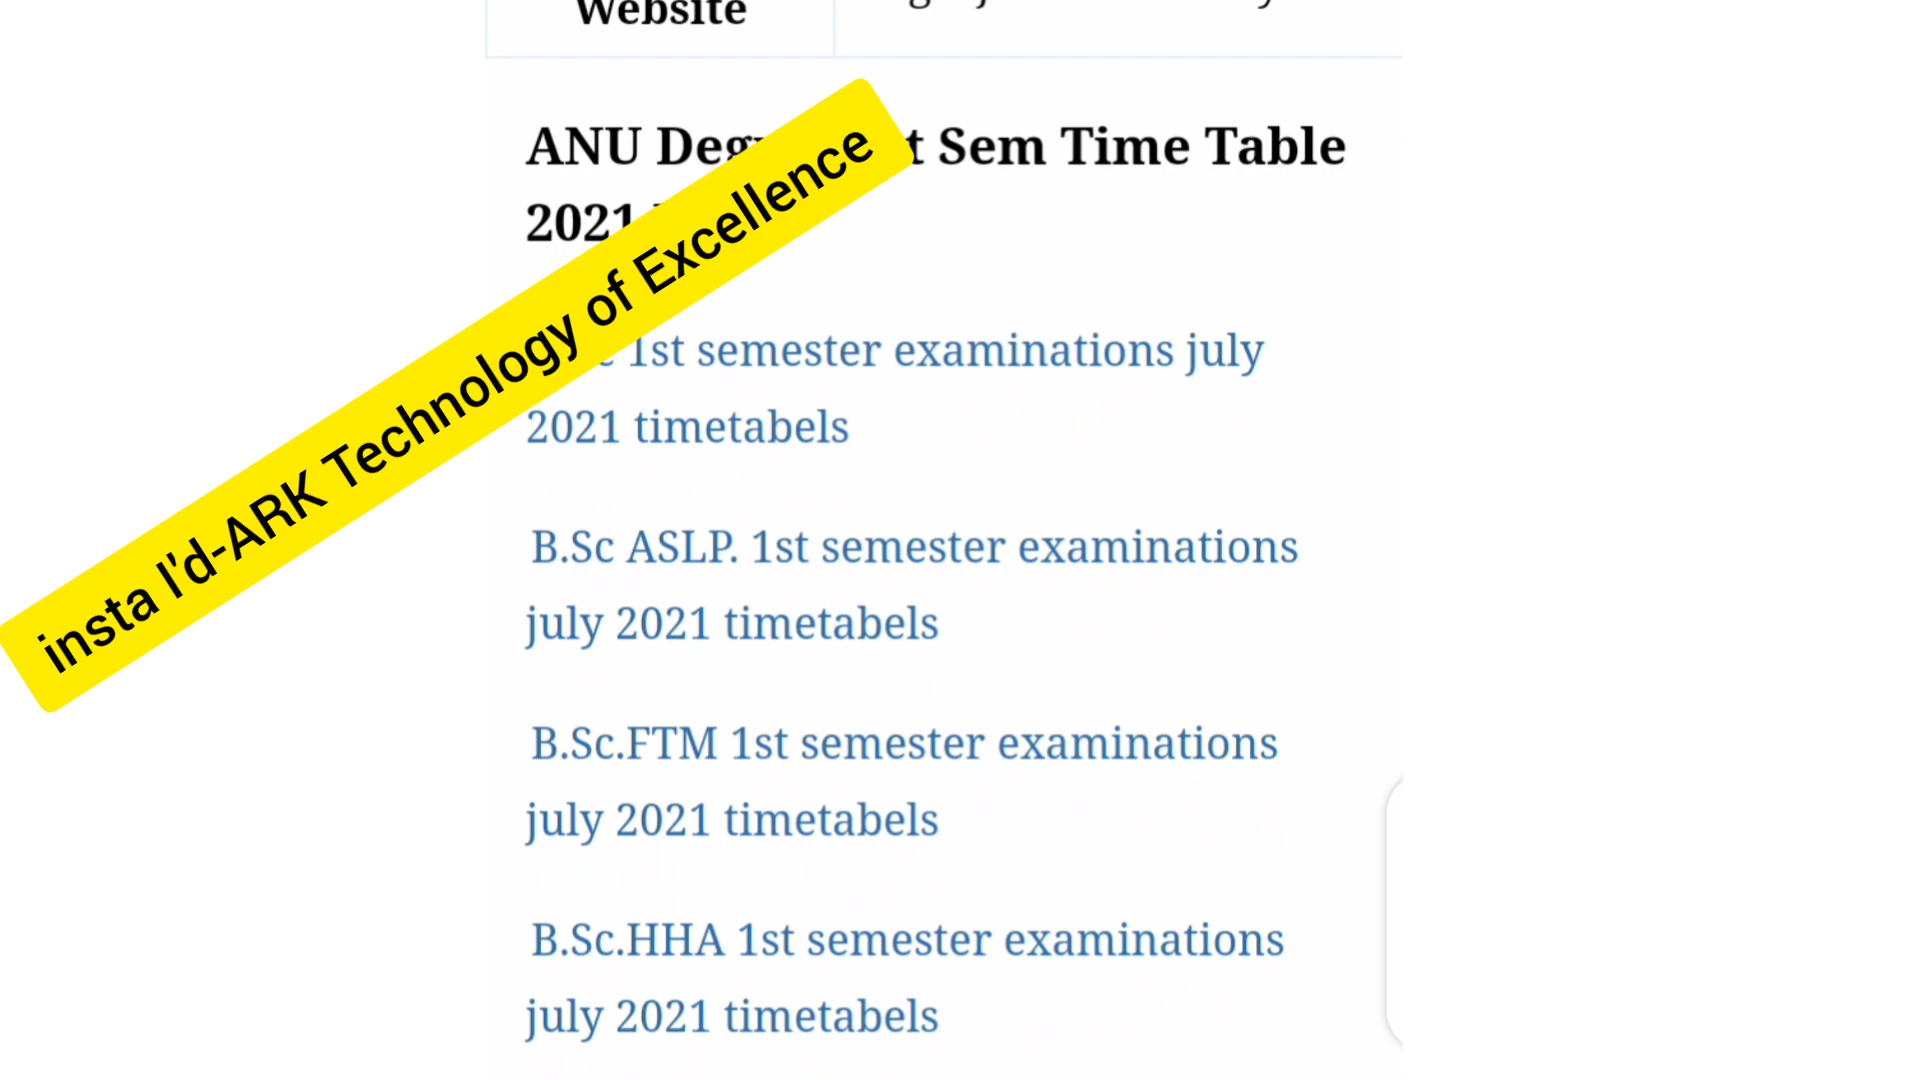 Website
ANU Sem Time Table
2021
1st semester examinations july
2021 timetabels
B.Sc ASLP. 1st semester examinations
july 2021 timetabels
B.Sc.FTM 1st semester examinations
july 2021 timetabels
B.Sc.HHA 1st semester examinations
july 2021 timetabels
insta I'd-ARK Technology of Excellence